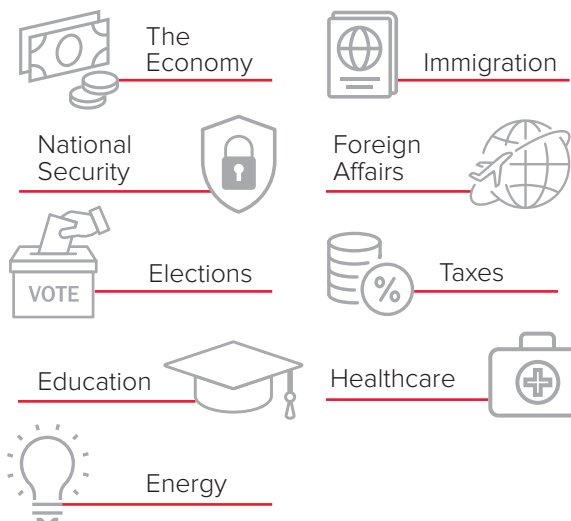 The
Economy
Immigration
National
Security
Foreign
Affairs
VOTE
Elections
%
Taxes
Education
Healthcare
Energy